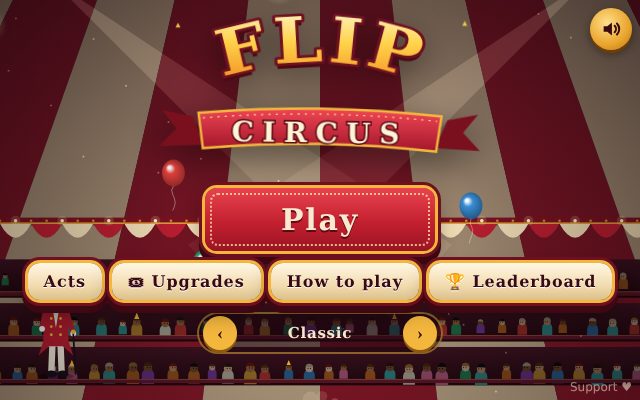 FLIP
CIRCUS
Play
Acts
Upgrades
How to play
Leaderboard
‹ Classic ›
Support ♥